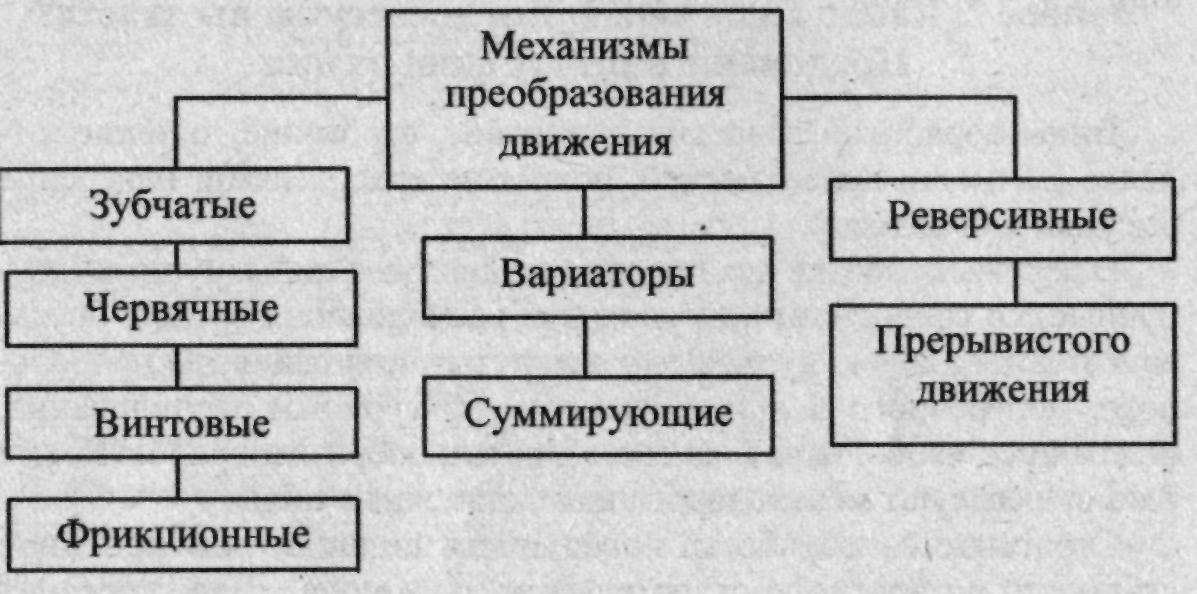 Механизмы
преобразования
движения
Зубчатые
Червячные
Винтовые
Фрикционные
Вариаторы
Суммирующие
Реверсивные
Прерывистого
движения